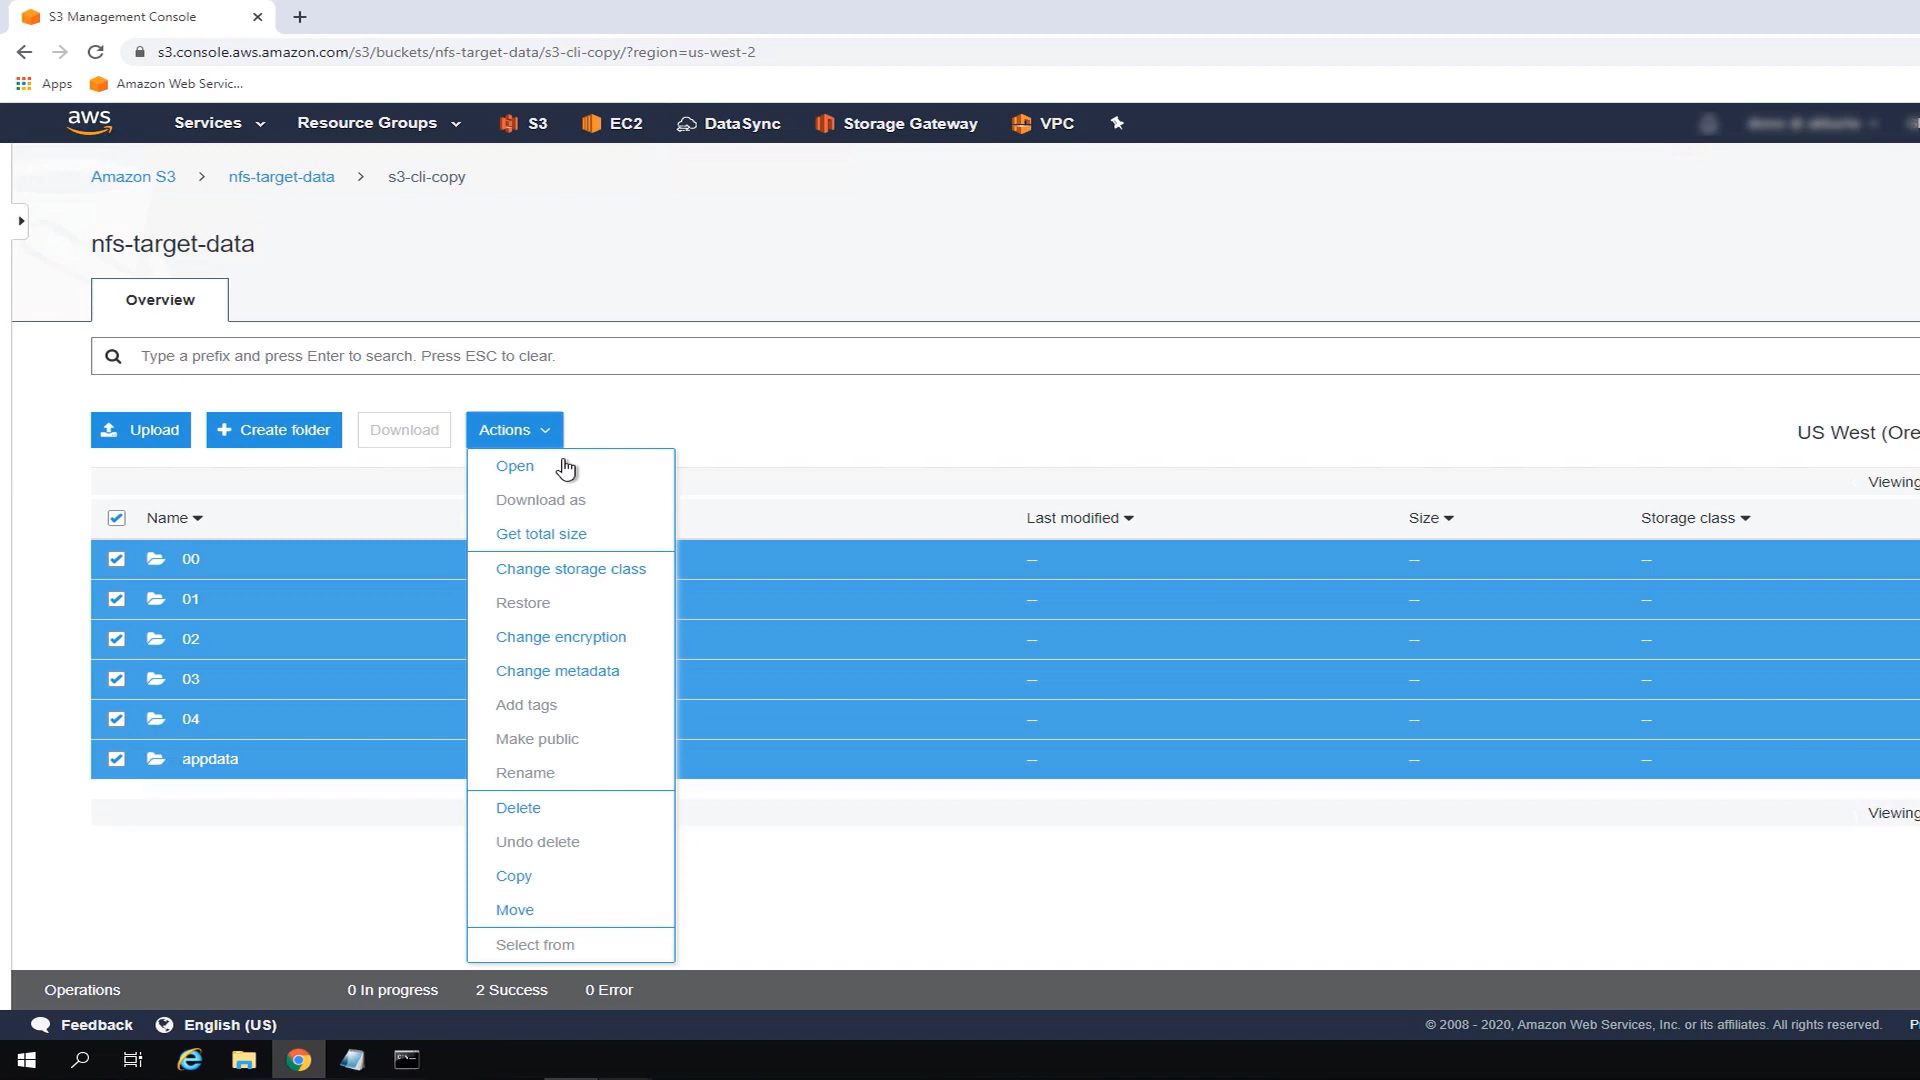 S3 Management Console
s3.console.aws.amazon.com/s3/buckets/nfs-target-data/s3-cli-copy/?region=us-west-2
Apps Amazon Web Servic...
aws Services Resource Groups S3 EC2 DataSync Storage Gateway VPC
Amazon S3 > nfs-target-data > s3-cli-copy
nfs-target-data
Overview
Type a prefix and press Enter to search. Press ESC to clear.
Upload + Create folder Download Actions
US West (Ore
Viewing
Name Last modified Size Storage class
00 -- -- --
01 -- -- --
02 -- -- --
03 -- -- --
04 -- -- --
appdata -- -- --
Open
Download as
Get total size
Change storage class
Restore
Change encryption
Change metadata
Add tags
Make public
Rename
Delete
Undo delete
Copy
Move
Select from
Viewing
Operations 0 In progress 2 Success 0 Error
Feedback English (US) © 2008 - 2020, Amazon Web Services, Inc. or its affiliates. All rights reserved.